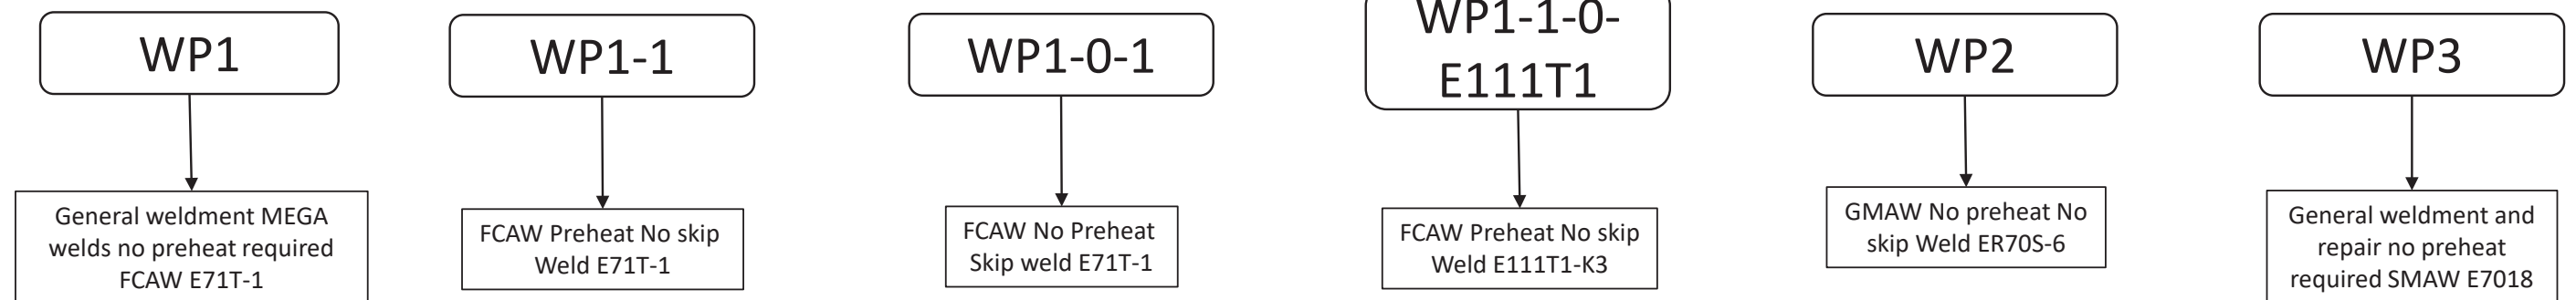 WP1
WP1-1
WP1-0-1
WP1-1-0-
E111T1
WP2
WP3
General weldment MEGA
welds no preheat required
FCAW E71T-1
FCAW Preheat No skip
Weld E71T-1
FCAW No Preheat
Skip weld E71T-1
FCAW Preheat No skip
Weld E111T1-K3
GMAW No preheat No
skip Weld ER70S-6
General weldment and
repair no preheat
required SMAW E7018